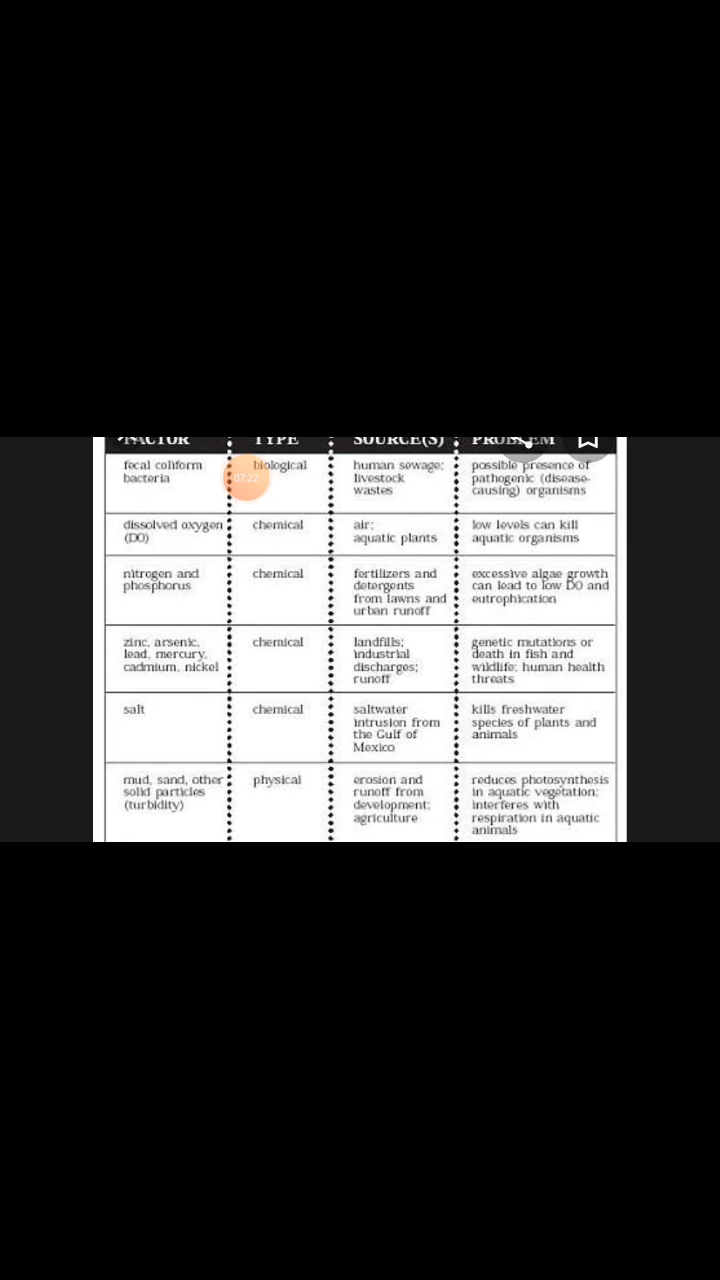 FACTOR TYPE SOURCE(S) PROBLEM
fecal coliform biological human sewage; possible presence of
bacteria 07:22 livestock pathogenic (disease-
wastes causing) organisms
dissolved oxygen chemical air; low levels can kill
(DO) aquatic plants aquatic organisms
nitrogen and chemical fertilizers and excessive algae growth
phosphorus detergents can lead to low DO and
from lawns and eutrophication
urban runoff
zinc, arsenic, chemical landfills; genetic mutations or
lead, mercury, industrial death in fish and
cadmium, nickel discharges; wildlife; human health
runoff threats
salt chemical saltwater kills freshwater
intrusion from species of plants and
the Gulf of animals
Mexico
mud, sand, other physical erosion and reduces photosynthesis
solid particles runoff from in aquatic vegetation;
(turbidity) development; interferes with
agriculture respiration in aquatic
animals